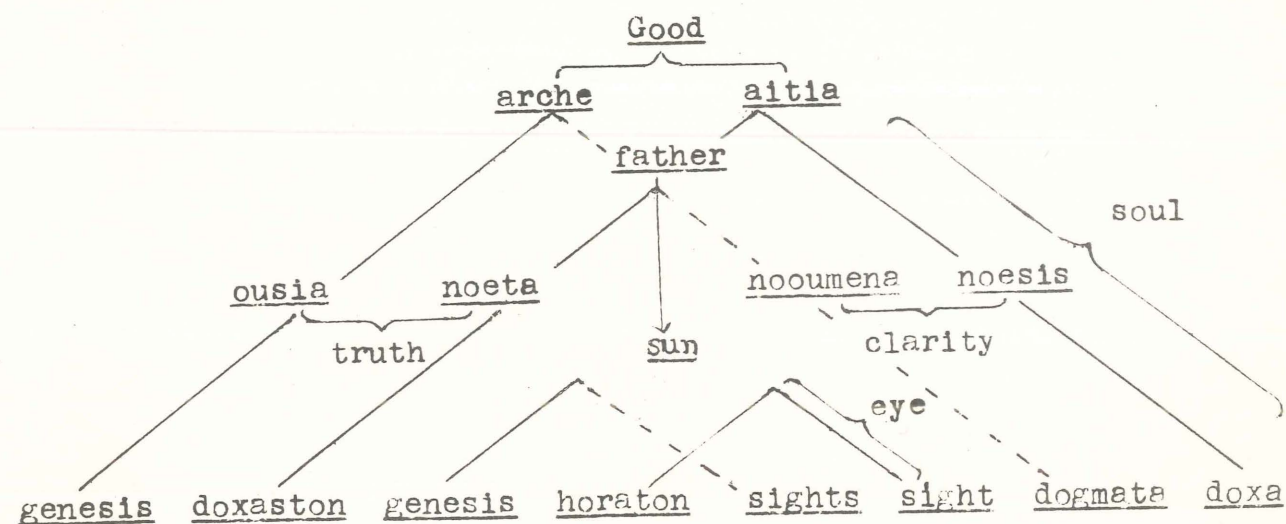 Good
arche aitia
father
soul
ousia noeta nooumena noesis
truth sun clarity
eye
genesis doxaston genesis horaton sights sight dogmata doxa